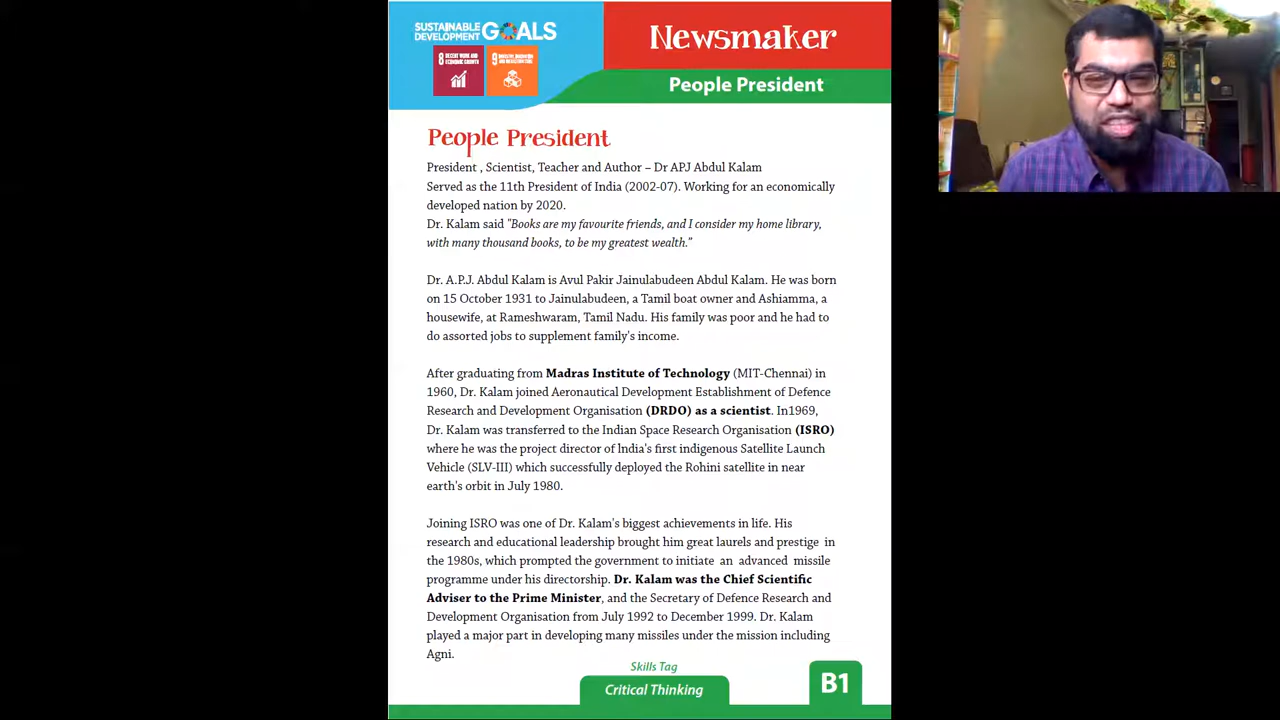 SUSTAINABLE
DEVELOPMENT GOALS
8 DECENT WORK AND
ECONOMIC GROWTH
9 INDUSTRY, INNOVATION
AND INFRASTRUCTURE
Newsmaker
People President
People President
President , Scientist, Teacher and Author – Dr APJ Abdul Kalam
Served as the 11th President of India (2002-07). Working for an economically
developed nation by 2020.
Dr. Kalam said "Books are my favourite friends, and I consider my home library,
with many thousand books, to be my greatest wealth."
Dr. A.P.J. Abdul Kalam is Avul Pakir Jainulabudeen Abdul Kalam. He was born
on 15 October 1931 to Jainulabudeen, a Tamil boat owner and Ashiamma, a
housewife, at Rameshwaram, Tamil Nadu. His family was poor and he had to
do assorted jobs to supplement family's income.
After graduating from Madras Institute of Technology (MIT-Chennai) in
1960, Dr. Kalam joined Aeronautical Development Establishment of Defence
Research and Development Organisation (DRDO) as a scientist. In1969,
Dr. Kalam was transferred to the Indian Space Research Organisation (ISRO)
where he was the project director of India's first indigenous Satellite Launch
Vehicle (SLV-III) which successfully deployed the Rohini satellite in near
earth's orbit in July 1980.
Joining ISRO was one of Dr. Kalam's biggest achievements in life. His
research and educational leadership brought him great laurels and prestige in
the 1980s, which prompted the government to initiate an advanced missile
programme under his directorship. Dr. Kalam was the Chief Scientific
Adviser to the Prime Minister, and the Secretary of Defence Research and
Development Organisation from July 1992 to December 1999. Dr. Kalam
played a major part in developing many missiles under the mission including
Agni.
Skills Tag
Critical Thinking
B1